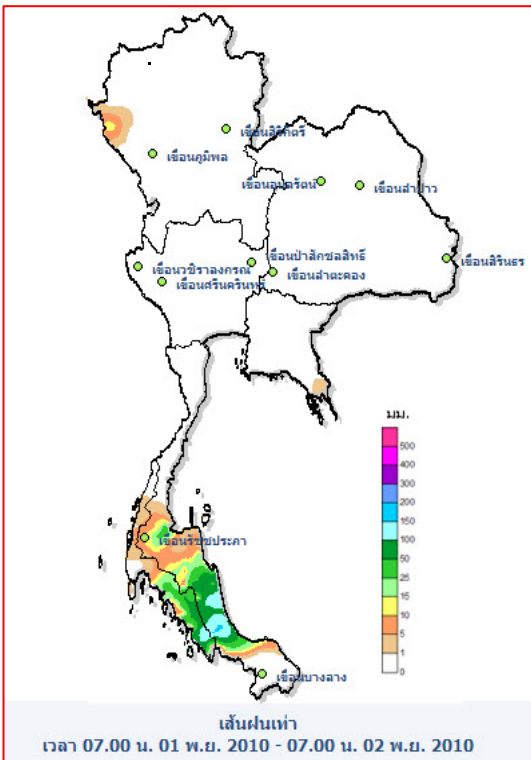 เขื่อนสิริกิตติ์
เขื่อนภูมิพล
เขื่อนอุบลรัตน์
เขื่อนลำปาว
เขื่อนป่าสักชลสิทธิ์
เขื่อนวชิราลงกรณ
เขื่อนลำตะคอง
เขื่อนสิรินธร
เขื่อนศรีนครินทร์
มม.
500
400
300
200
150
100
50
25
15
10
5
1
0
เขื่อนรัชชประภา
เขื่อนบางลาง
เส้นฝนเท่า
เวลา 07.00 น. 01 พ.ย. 2010 - 07.00 น. 02 พ.ย. 2010